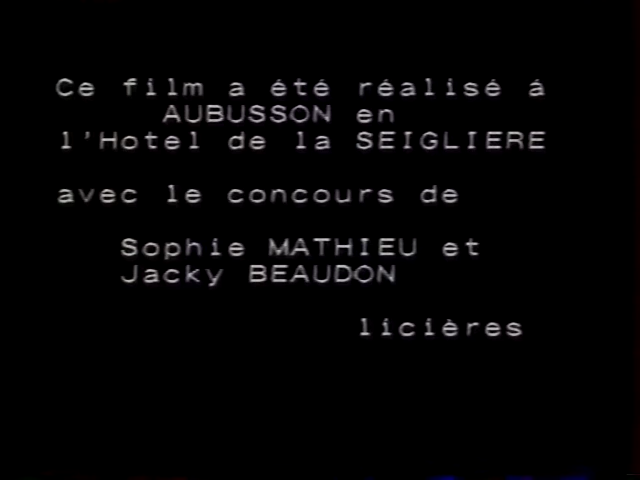 Ce film a été réalisé á
AUBUSSON en
l'Hotel de la SEIGLIERE
avec le concours de
Sophie MATHIEU et
Jacky BEAUDON
licières